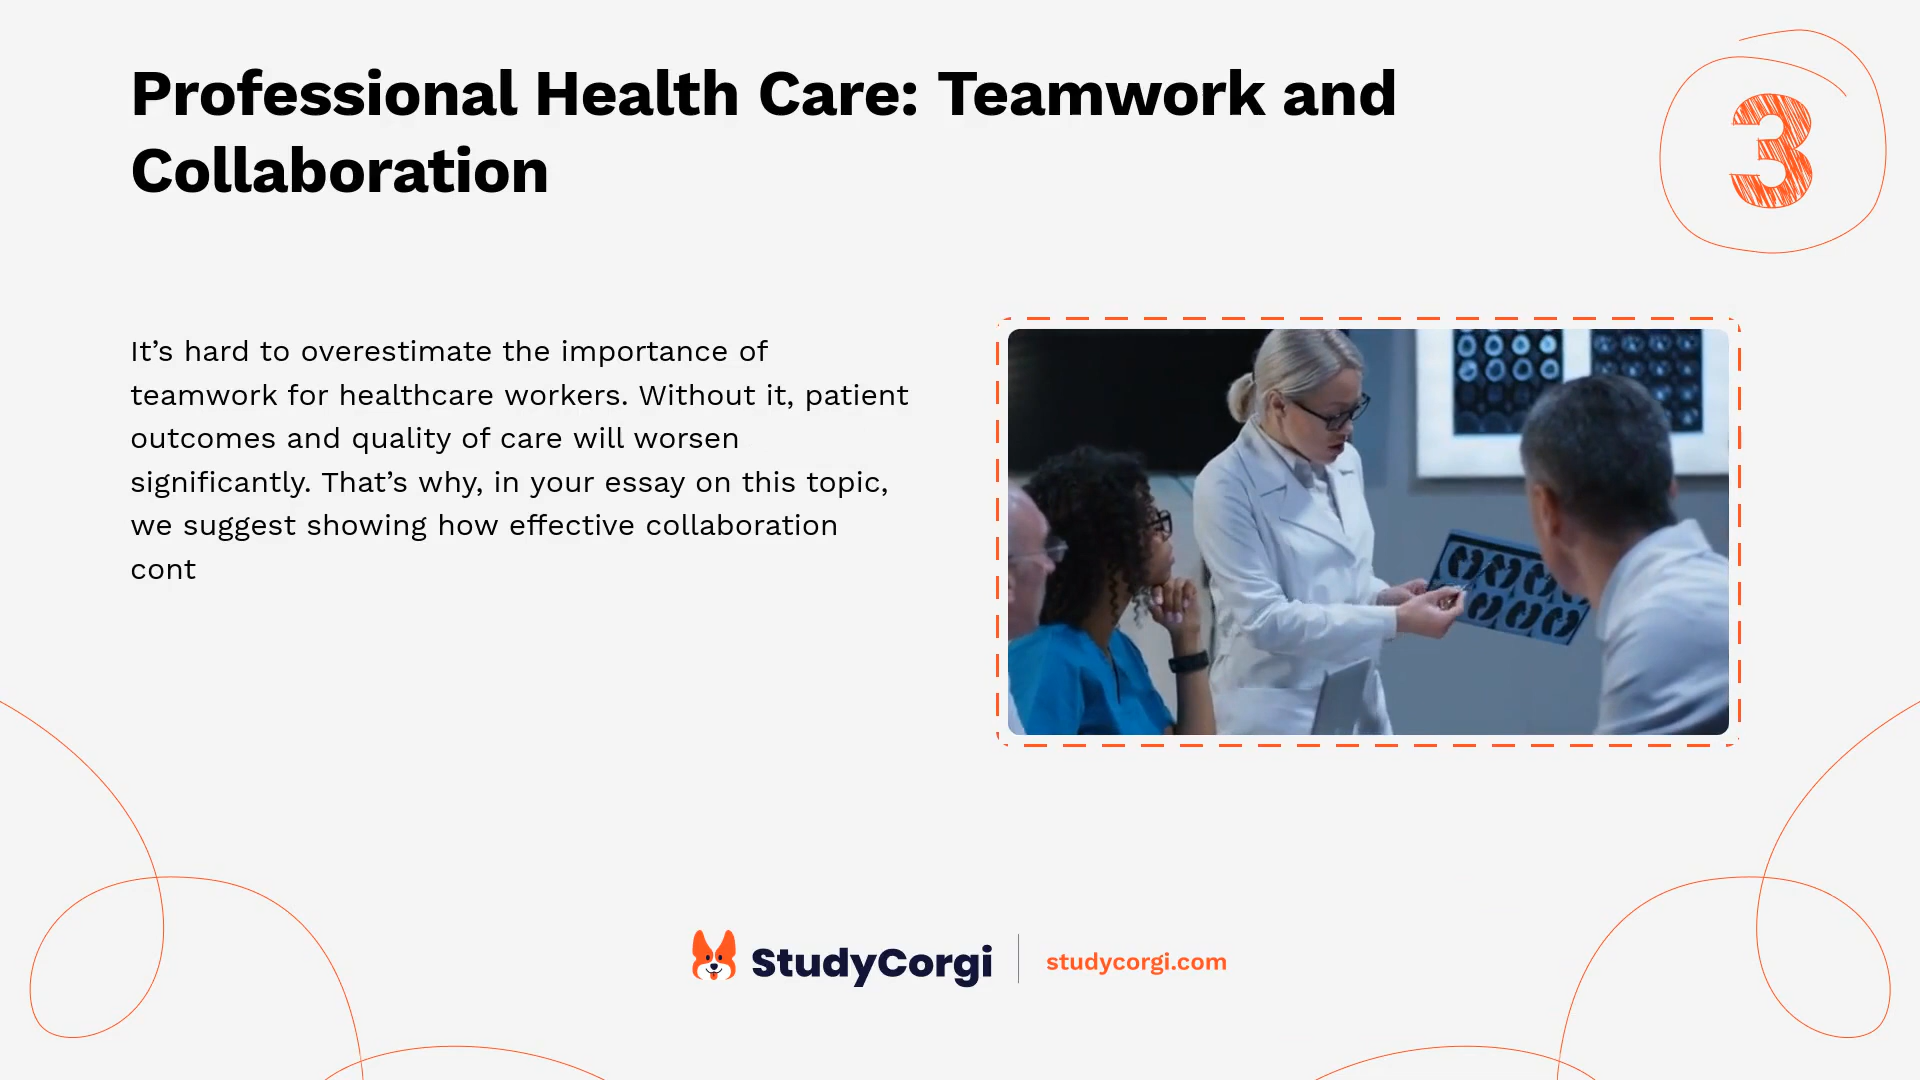 Professional Health Care: Teamwork and
Collaboration
3
It’s hard to overestimate the importance of
teamwork for healthcare workers. Without it, patient
outcomes and quality of care will worsen
significantly. That’s why, in your essay on this topic,
we suggest showing how effective collaboration
cont
StudyCorgi
studycorgi.com